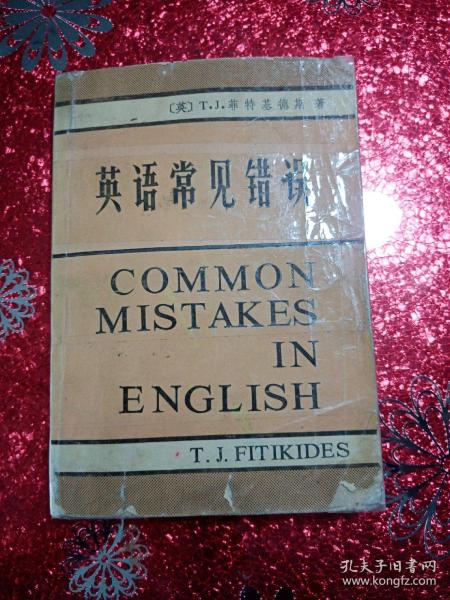 〔英〕T.J.菲特基德斯 著
英语常见错误
COMMON
MISTAKES
IN
ENGLISH
T. J. FITIKIDES
孔夫子旧书网
www.kongfz.com